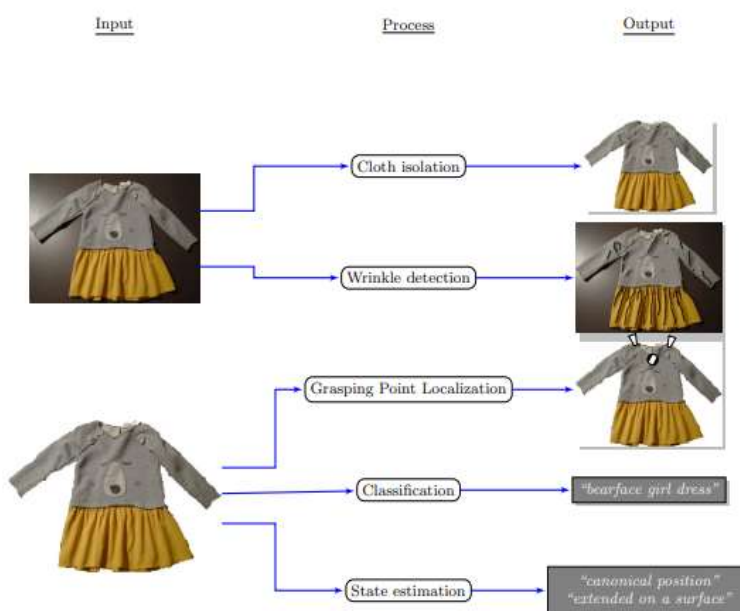 Input
Process
Output
Cloth isolation
Wrinkle detection
Grasping Point Localization
Classification
"bearface girl dress"
State estimation
"canonical position"
"extended on a surface"